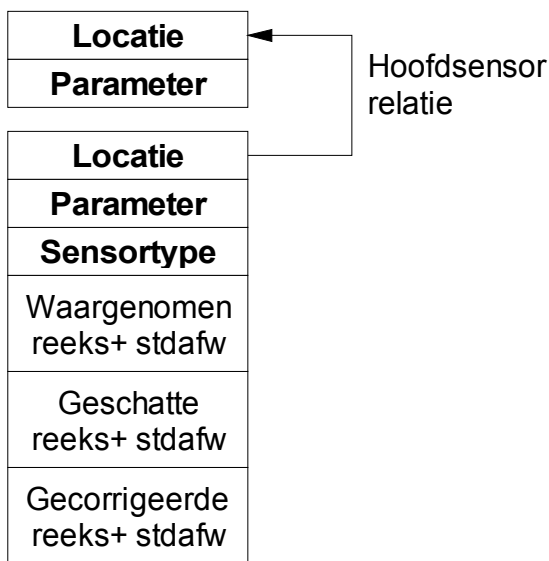 Locatie
Parameter
Hoofdsensor
relatie
Locatie
Parameter
Sensortype
Waargenomen
reeks+ stdafw
Geschatte
reeks+ stdafw
Gecorrigeerde
reeks+ stdafw